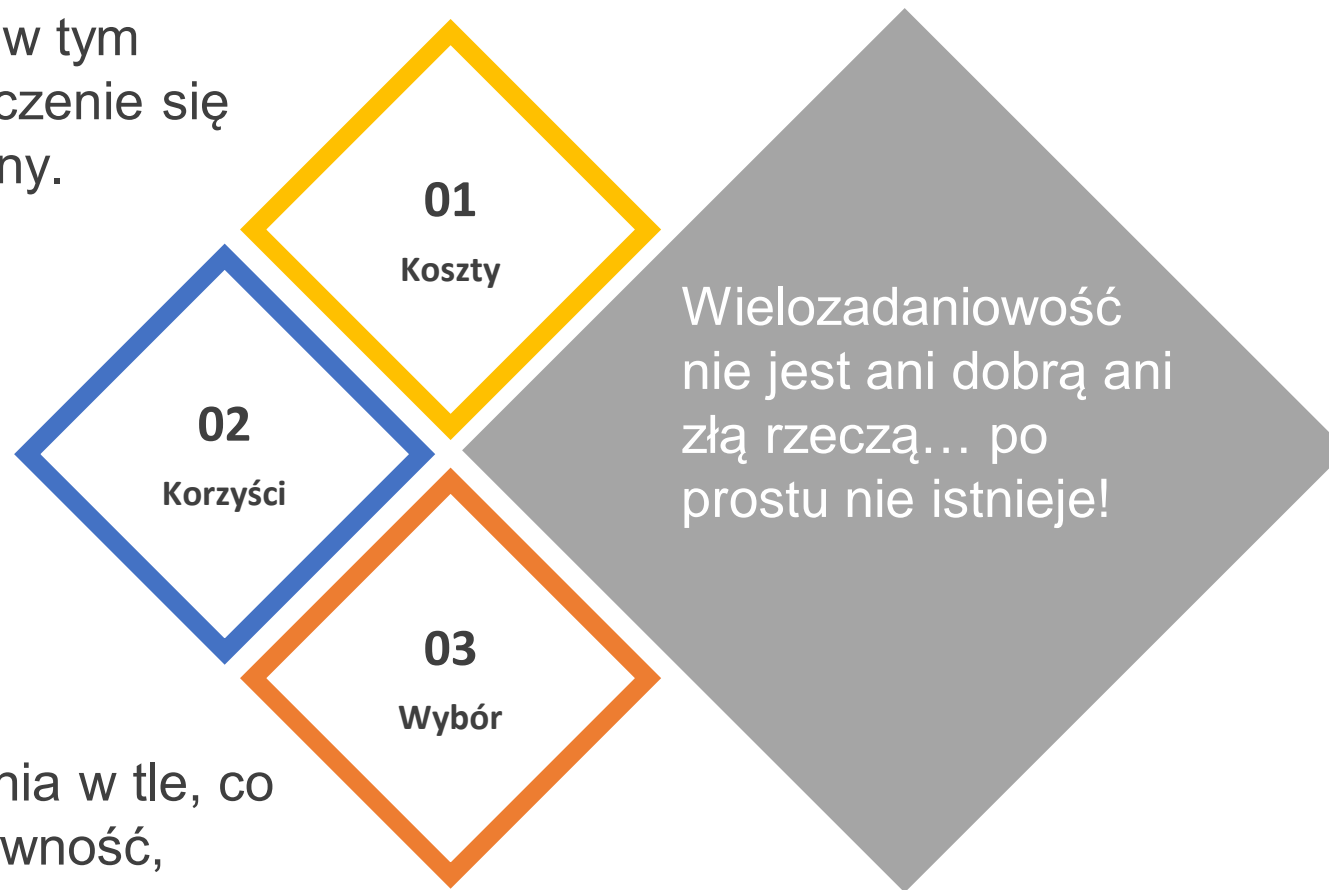 w tym
czenie się
ny.
01
Koszty
02
Korzyści
03
Wybór
Wielozadaniowość
nie jest ani dobrą ani
złą rzeczą… po
prostu nie istnieje!
nia w tle, co
wność,